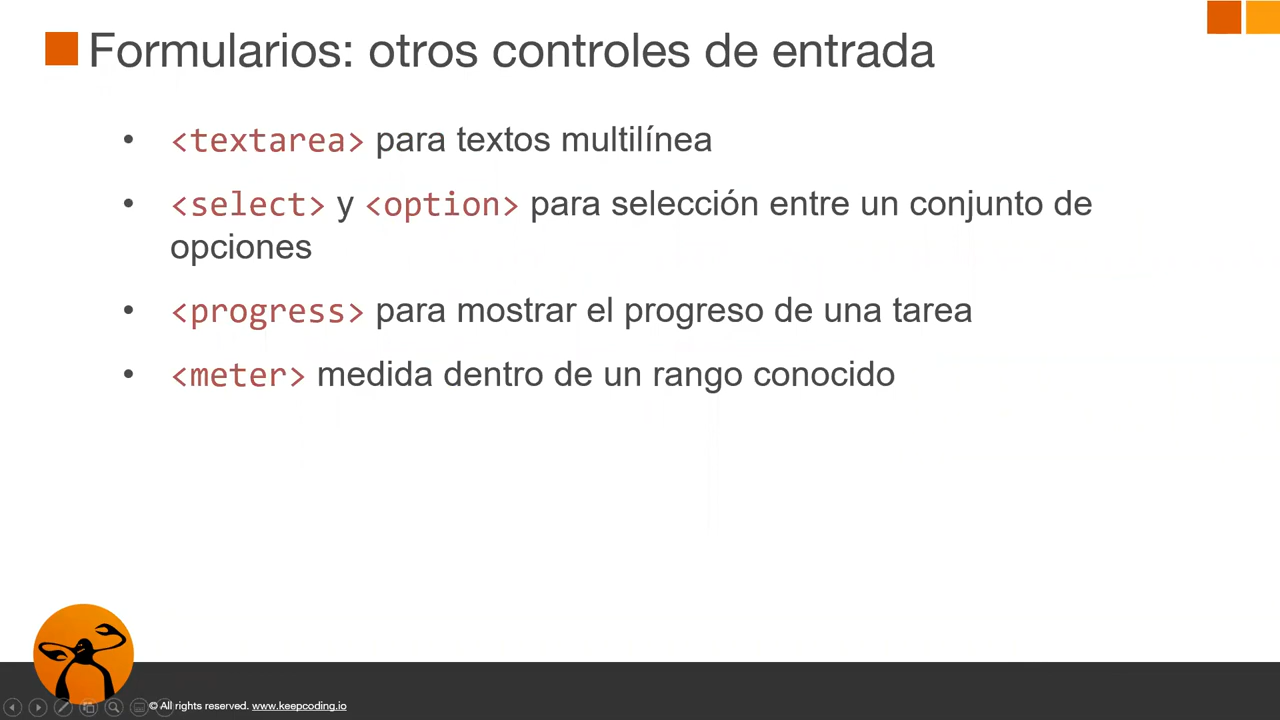 Formularios: otros controles de entrada
• <textarea> para textos multilínea
• <select> y <option> para selección entre un conjunto de
opciones
• <progress> para mostrar el progreso de una tarea
• <meter> medida dentro de un rango conocido
© All rights reserved. www.keepcoding.io